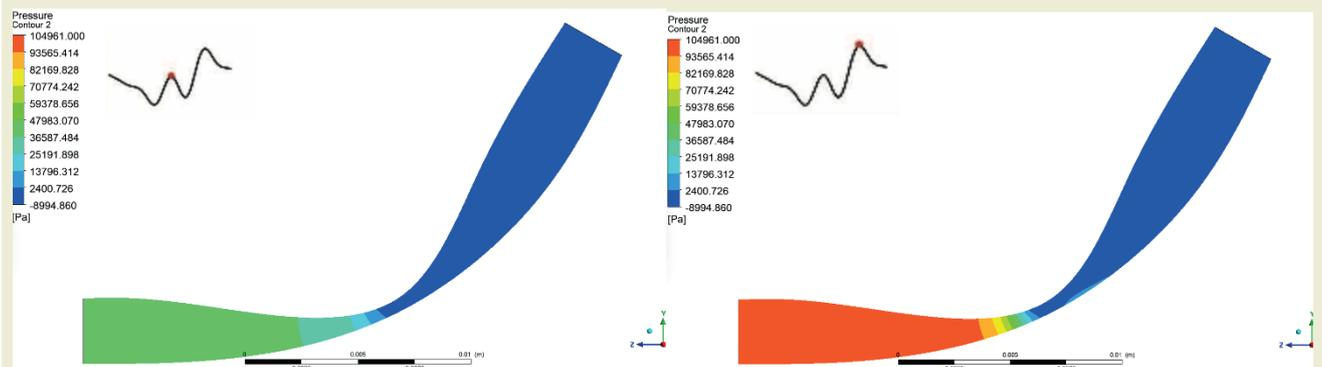 Pressure
Contour 2
104961.000
93565.414
82169.828
70774.242
59378.656
47983.070
36587.484
25191.898
13796.312
2400.726
-8994.860
[Pa]
0
0.005
0.01 (m)
Y
Z
Pressure
Contour 2
104961.000
93565.414
82169.828
70774.242
59378.656
47983.070
36587.484
25191.898
13796.312
2400.726
-8994.860
[Pa]
0
0.005
0.01 (m)
Y
Z